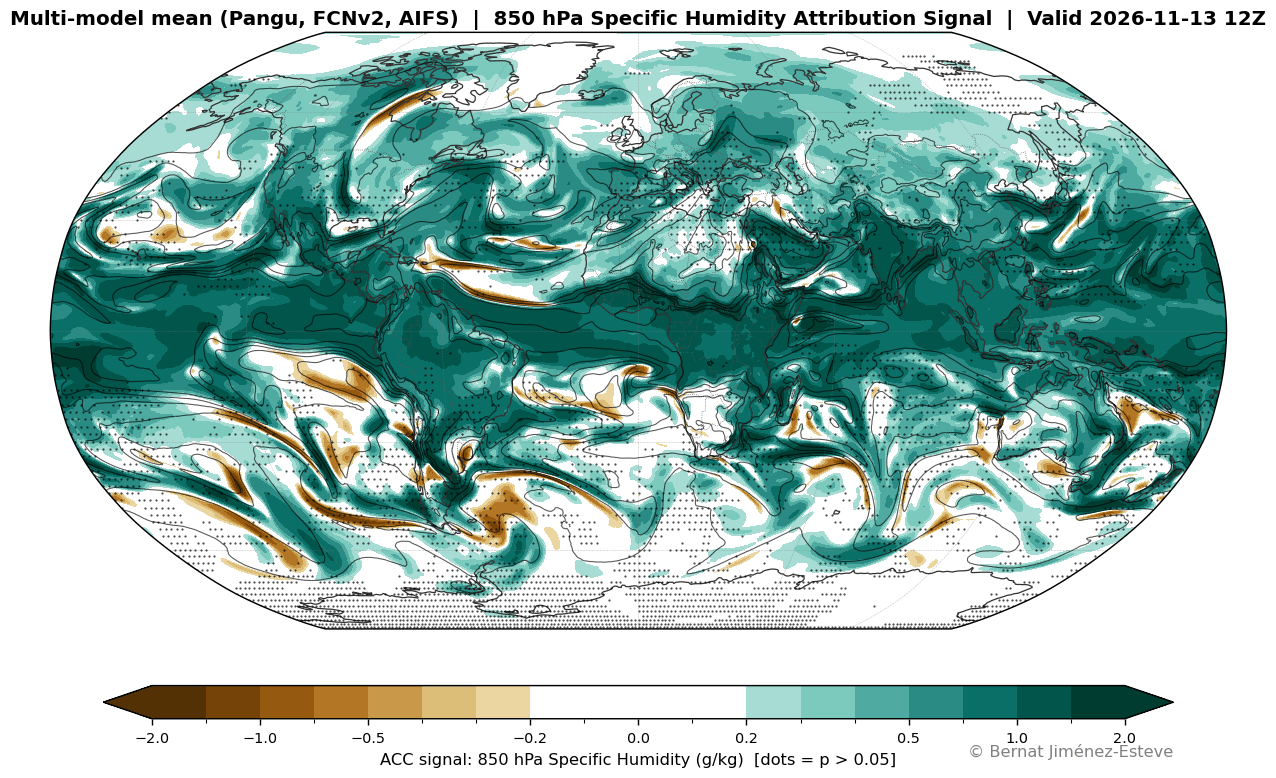 Multi-model mean (Pangu, FCNv2, AIFS)  |  850 hPa Specific Humidity Attribution Signal  |  Valid 2026-11-13 12Z
−2.0 −1.0 −0.5 −0.2 0.0 0.2 0.5 1.0 2.0
ACC signal: 850 hPa Specific Humidity (g/kg)  [dots = p > 0.05]
© Bernat Jiménez-Esteve